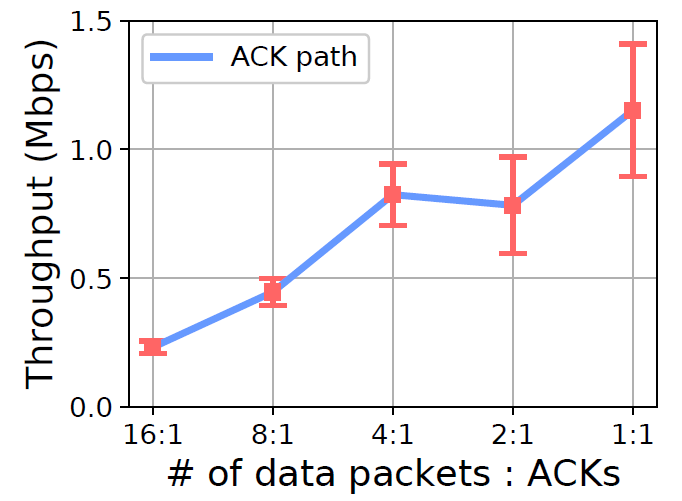 ACK path
Throughput (Mbps)
1.5
1.0
0.5
0.0
16:1 8:1 4:1 2:1 1:1
# of data packets : ACKs